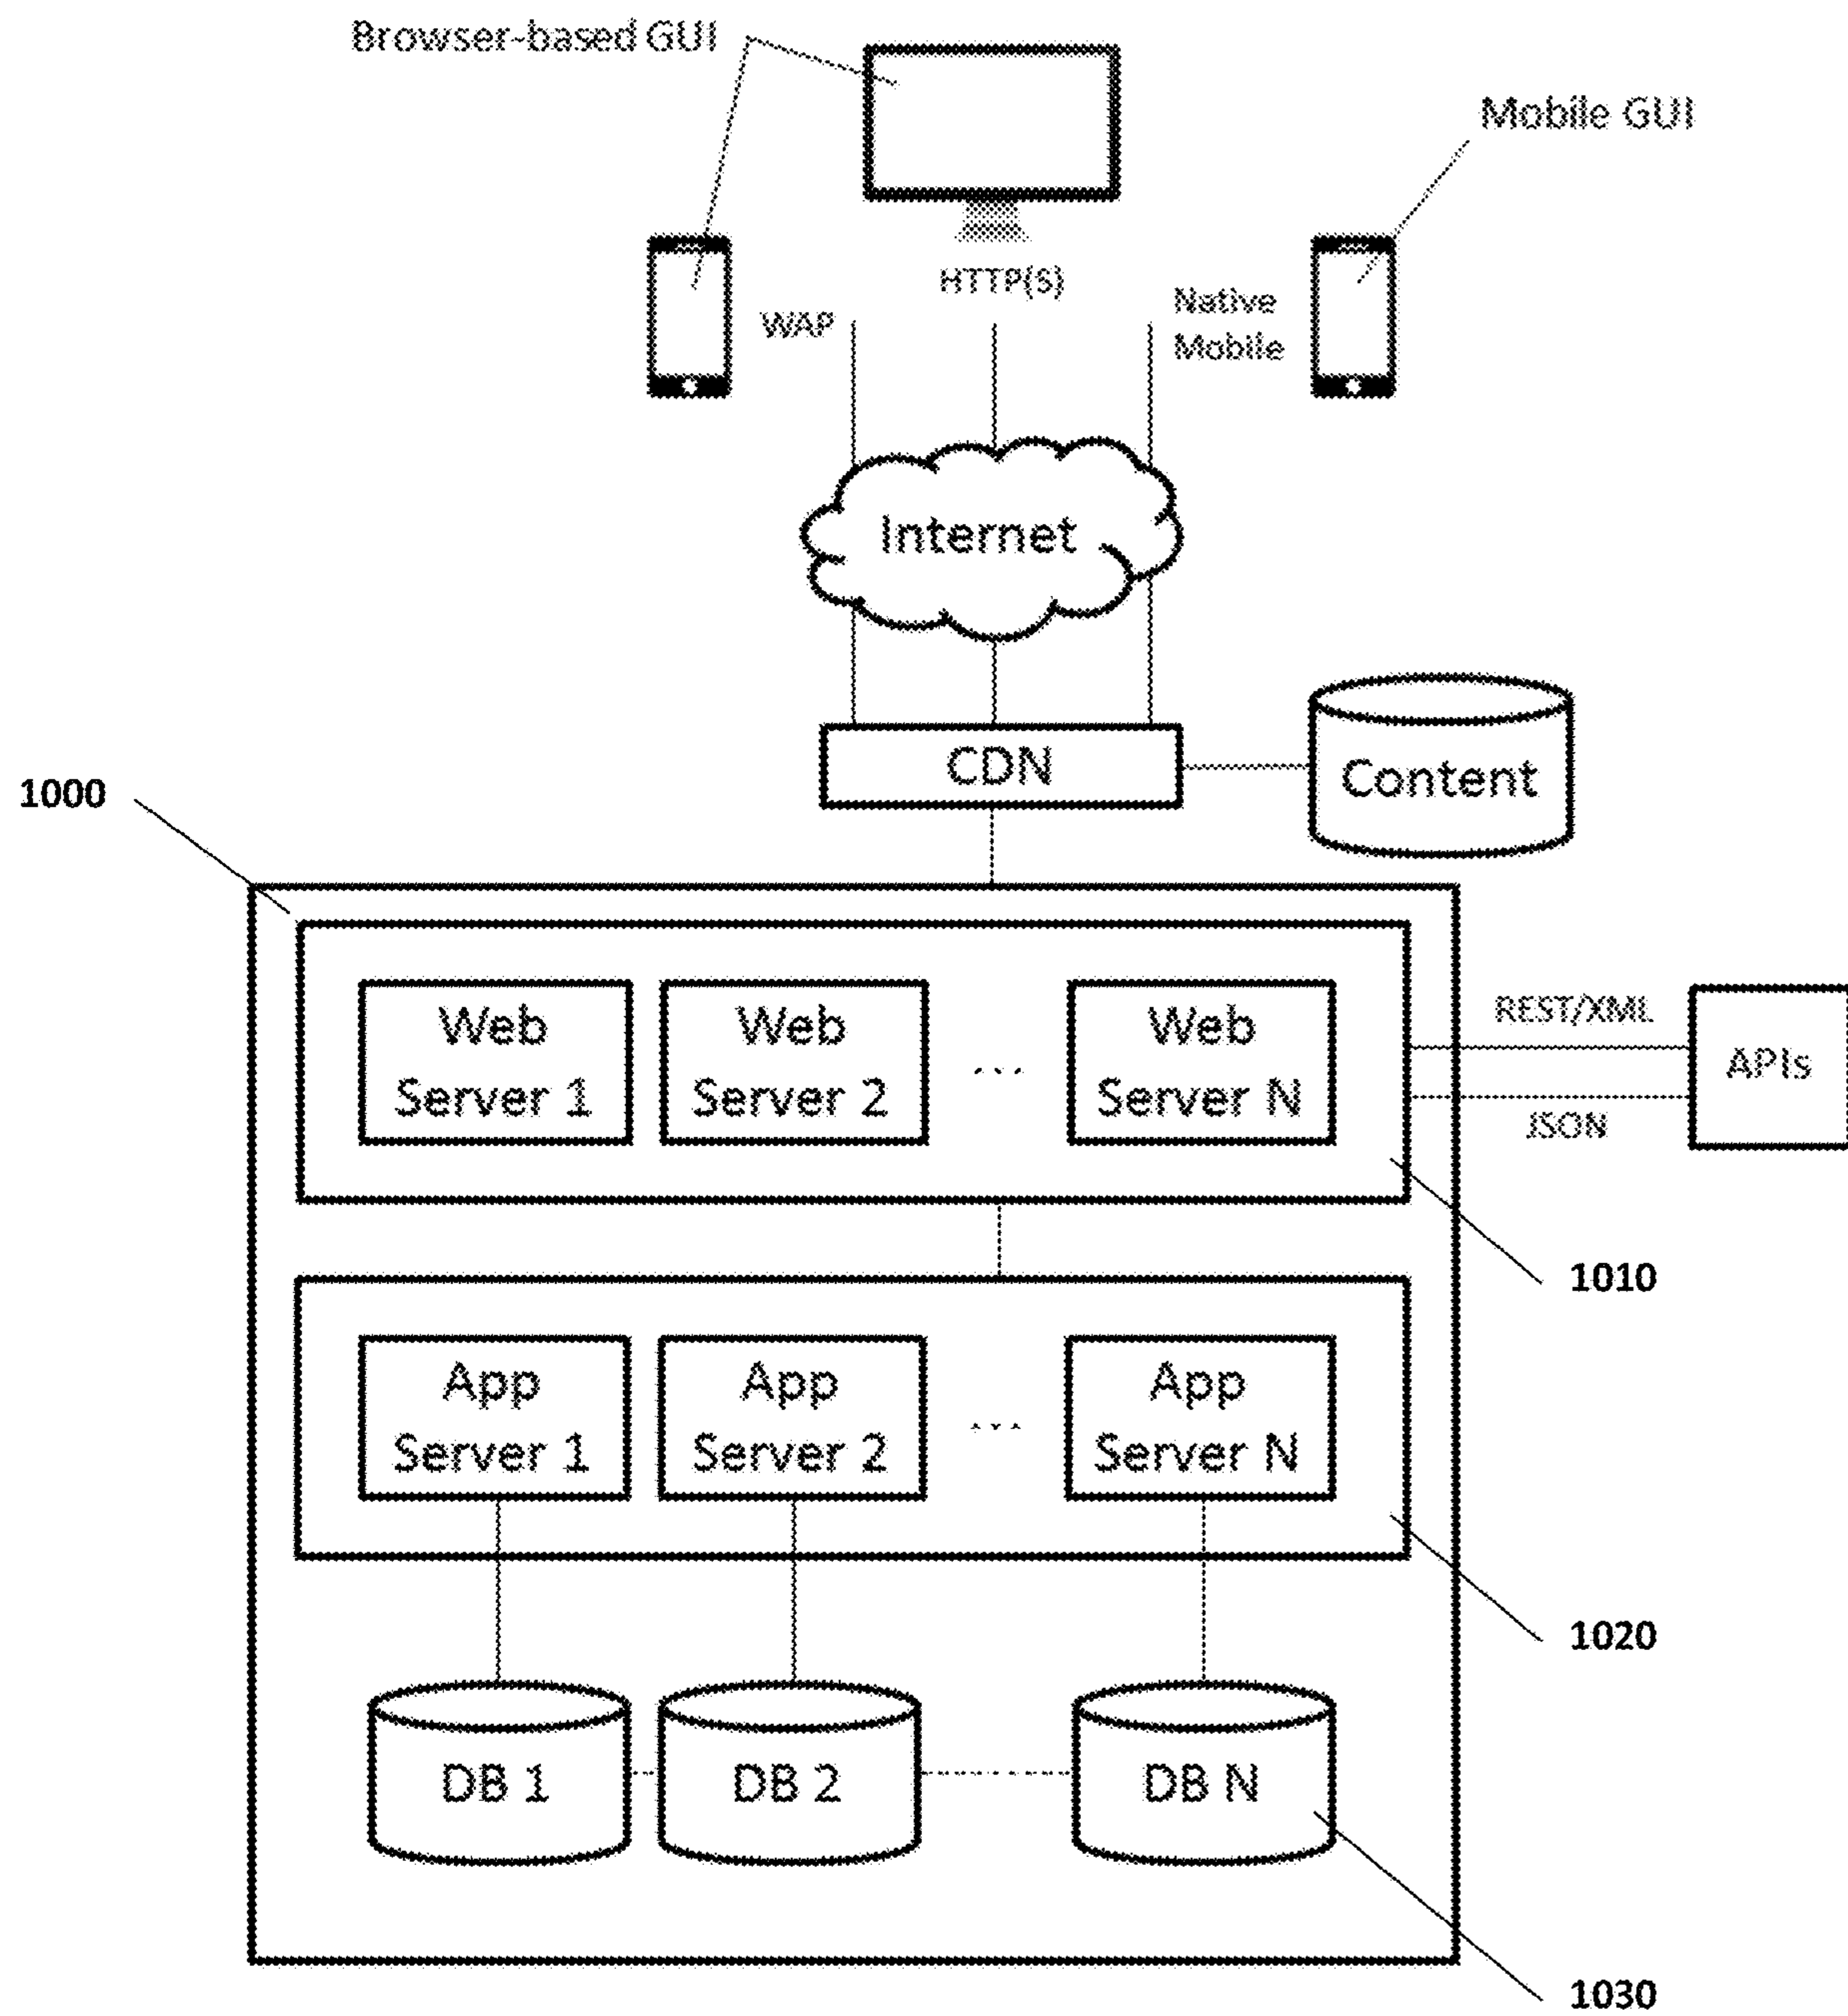 Browser-based GUI
Mobile GUI
HTTP(S)
WAP
Native
Mobile
Internet
CDN
Content
1000
Web
Server 1
Web
Server 2
...
Web
Server N
REST/XML
JSON
APIs
1010
App
Server 1
App
Server 2
...
App
Server N
1020
DB 1
DB 2
DB N
1030